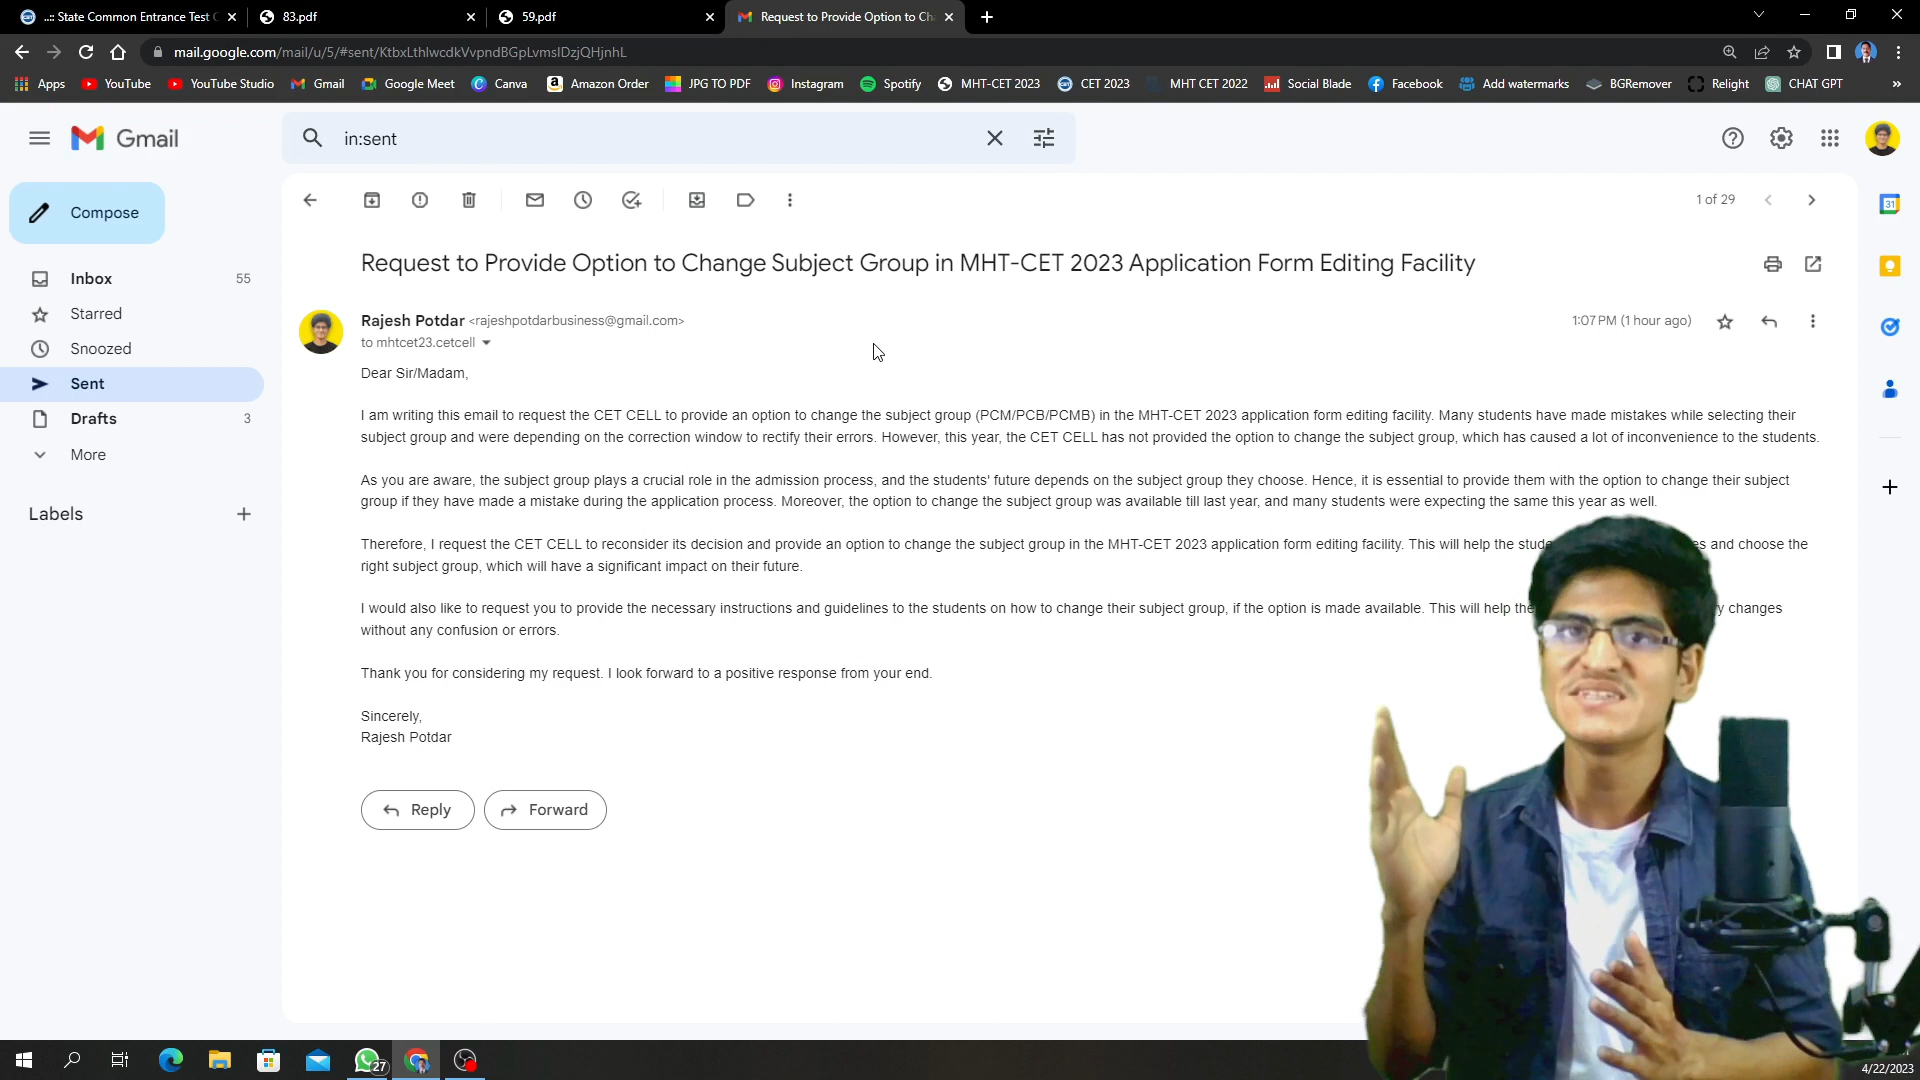 ..:: State Common Entrance Test C
83.pdf
59.pdf
Request to Provide Option to Ch
mail.google.com/mail/u/5/#sent/KtbxLthlwcdkVvpndBGpLvmsIDzjQHjnhL
Apps YouTube YouTube Studio Gmail Google Meet Canva Amazon Order JPG TO PDF Instagram Spotify MHT-CET 2023 CET 2023 MHT CET 2022 Social Blade Facebook Add watermarks BGRemover Relight CHAT GPT
Gmail
in:sent
Compose
1 of 29
Inbox 55
Starred
Snoozed
Sent
Drafts 3
More
Labels
31
Request to Provide Option to Change Subject Group in MHT-CET 2023 Application Form Editing Facility
Rajesh Potdar <rajeshpotdarbusiness@gmail.com>
1:07 PM (1 hour ago)
to mhtcet23.cetcell
Dear Sir/Madam,
I am writing this email to request the CET CELL to provide an option to change the subject group (PCM/PCB/PCMB) in the MHT-CET 2023 application form editing facility. Many students have made mistakes while selecting their
subject group and were depending on the correction window to rectify their errors. However, this year, the CET CELL has not provided the option to change the subject group, which has caused a lot of inconvenience to the students.
As you are aware, the subject group plays a crucial role in the admission process, and the students' future depends on the subject group they choose. Hence, it is essential to provide them with the option to change their subject
group if they have made a mistake during the application process. Moreover, the option to change the subject group was available till last year, and many students were expecting the same this year as well.
Therefore, I request the CET CELL to reconsider its decision and provide an option to change the subject group in the MHT-CET 2023 application form editing facility. This will help the and choose the
right subject group, which will have a significant impact on their future.
I would also like to request you to provide the necessary instructions and guidelines to the students on how to change their subject group, if the option is made available. This will help changes
without any confusion or errors.
Thank you for considering my request. I look forward to a positive response from your end.
Sincerely,
Rajesh Potdar
Reply
Forward
27
4/22/2023